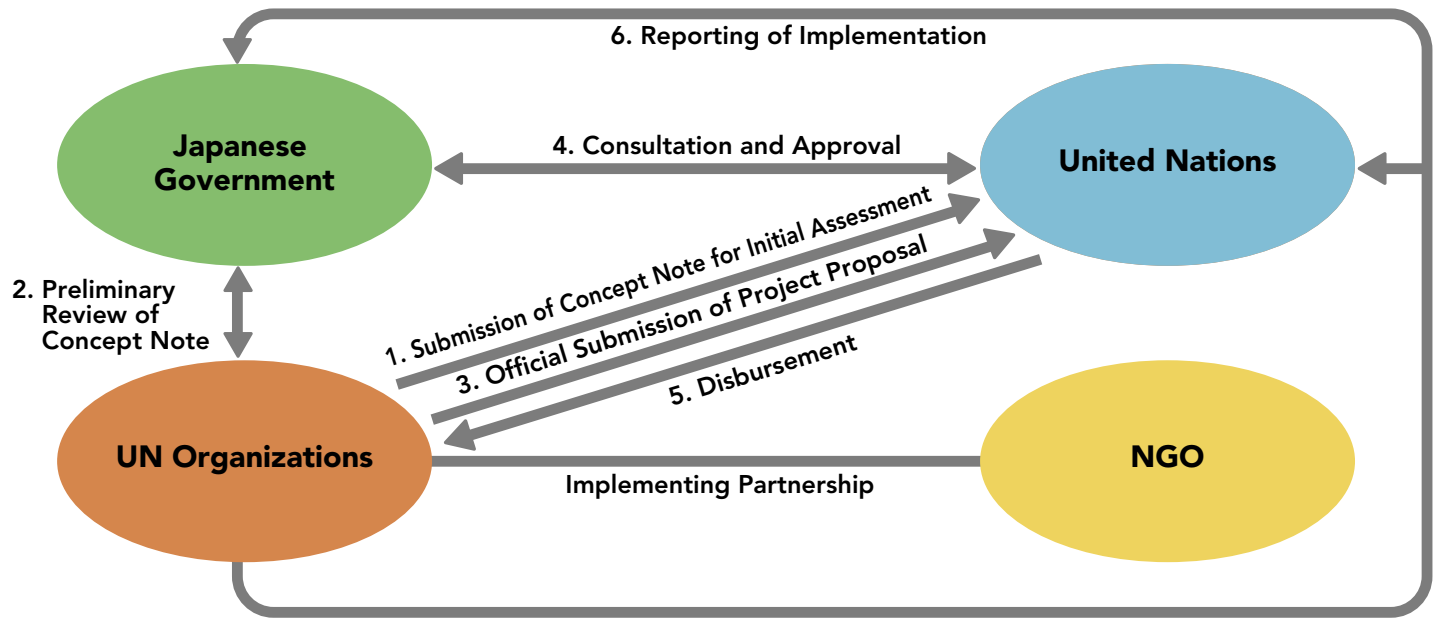 6. Reporting of Implementation
Japanese
Government
4. Consultation and Approval
United Nations
1. Submission of Concept Note for Initial Assessment
2. Preliminary
Review of
Concept Note
3. Official Submission of Project Proposal
5. Disbursement
UN Organizations
Implementing Partnership
NGO